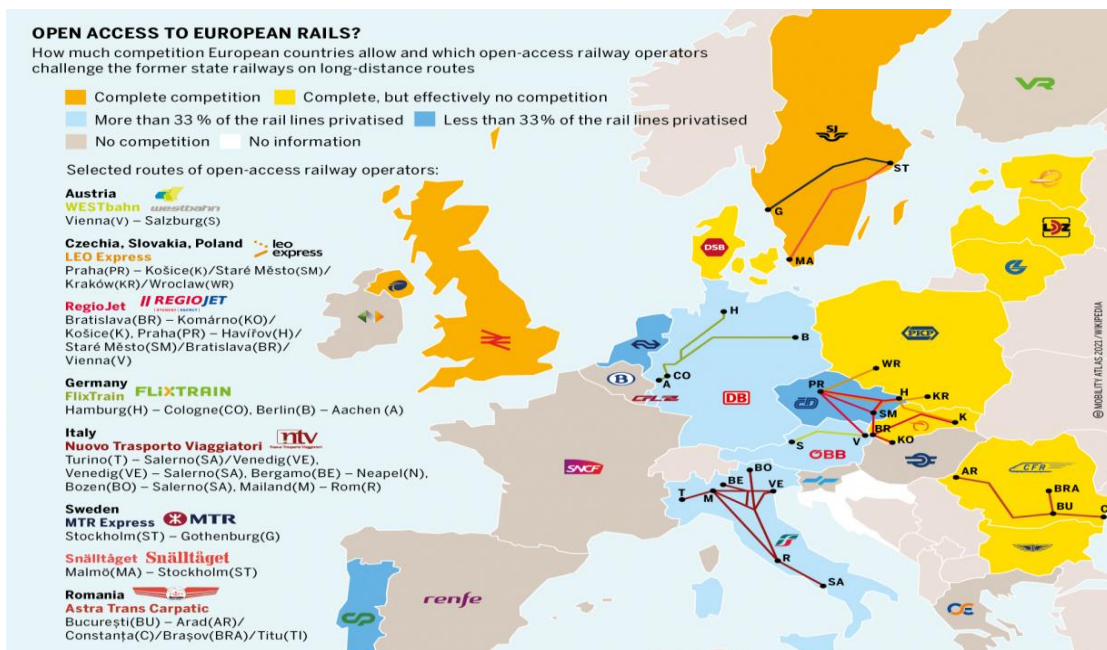 OPEN ACCESS TO EUROPEAN RAILS?
How much competition European countries allow and which open-access railway operators
challenge the former state railways on long-distance routes
Complete competition
Complete, but effectively no competition
More than 33 % of the rail lines privatised
Less than 33% of the rail lines privatised
No competition
No information
Selected routes of open-access railway operators:
Austria
WESTbahn
westbahn
Vienna(V) – Salzburg(S)
Czechia, Slovakia, Poland
LEO Express
leo
express
Praha(PR) – Košice(K)/Staré Město(SM)/
Kraków(KR)/Wroclaw(WR)
RegioJet
REGIOJET
Bratislava(BR) – Komárno(KO)/
Košice(K), Praha(PR) – Havířov(H)/
Staré Město(SM)/Bratislava(BR)/
Vienna(V)
Germany
FlixTrain
FLiXTRAIN
Hamburg(H) – Cologne(CO), Berlin(B) – Aachen (A)
Italy
Nuovo Trasporto Viaggiatori
ntv
Turino(T) – Salerno(SA)/Venedig(VE),
Venedig(VE) – Salerno(SA), Bergamo(BE) – Neapel(N),
Bozen(BO) – Salerno(SA), Mailand(M) – Rom(R)
Sweden
MTR Express
MTR
Stockholm(ST) – Gothenburg(G)
Snälltåget
Snälltåget
Malmö(MA) – Stockholm(ST)
Romania
Astra Trans Carpatic
București(BU) – Arad(AR)/
Constanța(C)/Brașov(BRA)/Titu(TI)
VR
SJ
ST
G
MA
DSB
LDZ
H
B
CO
A
B
CFL
DB
PKP
WR
PR
H
KR
ČD
SM
K
BR
V
KO
S
ÖBB
SNCF
BO
BE
VE
T
M
R
SA
AR
CFR
BRA
BU
C
renfe
CP
©MOBILITY ATLAS 2021/WIKIPEDIA